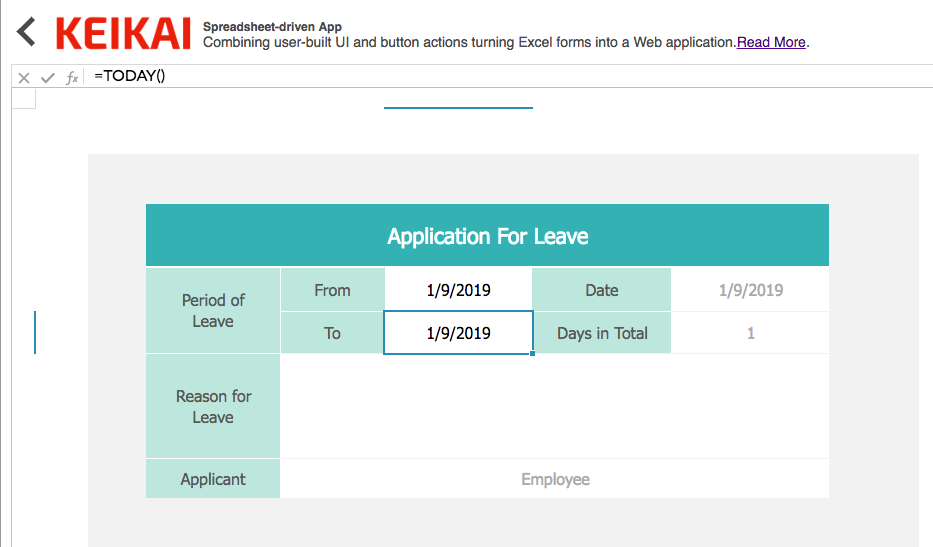 KEIKAI
Spreadsheet-driven App
Combining user-built UI and button actions turning Excel forms into a Web application.Read More.
fx =TODAY()
Application For Leave
Period of
Leave
From 1/9/2019 Date 1/9/2019
To 1/9/2019 Days in Total 1
Reason for
Leave
Applicant Employee